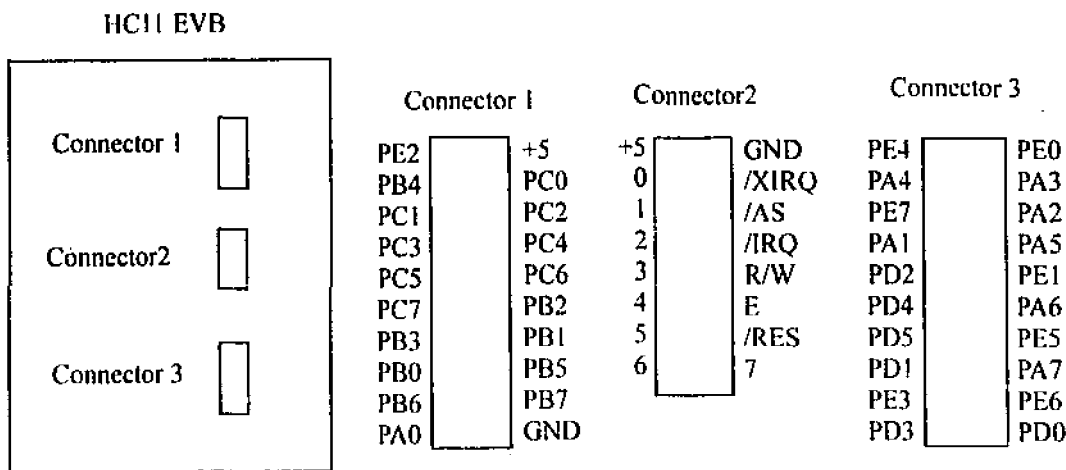 HC11 EVB
Connector 1
Connector2
Connector 3
Connector 1
PE2 +5
PB4 PC0
PC1 PC2
PC3 PC4
PC5 PC6
PC7 PB2
PB3 PB1
PB0 PB5
PB6 PB7
PA0 GND
Connector2
+5 GND
0 /XIRQ
1 /AS
2 /IRQ
3 R/W
4 E
5 /RES
6 7
Connector 3
PE4 PE0
PA4 PA3
PE7 PA2
PA1 PA5
PD2 PE1
PD4 PA6
PD5 PE5
PD1 PA7
PE3 PE6
PD3 PD0